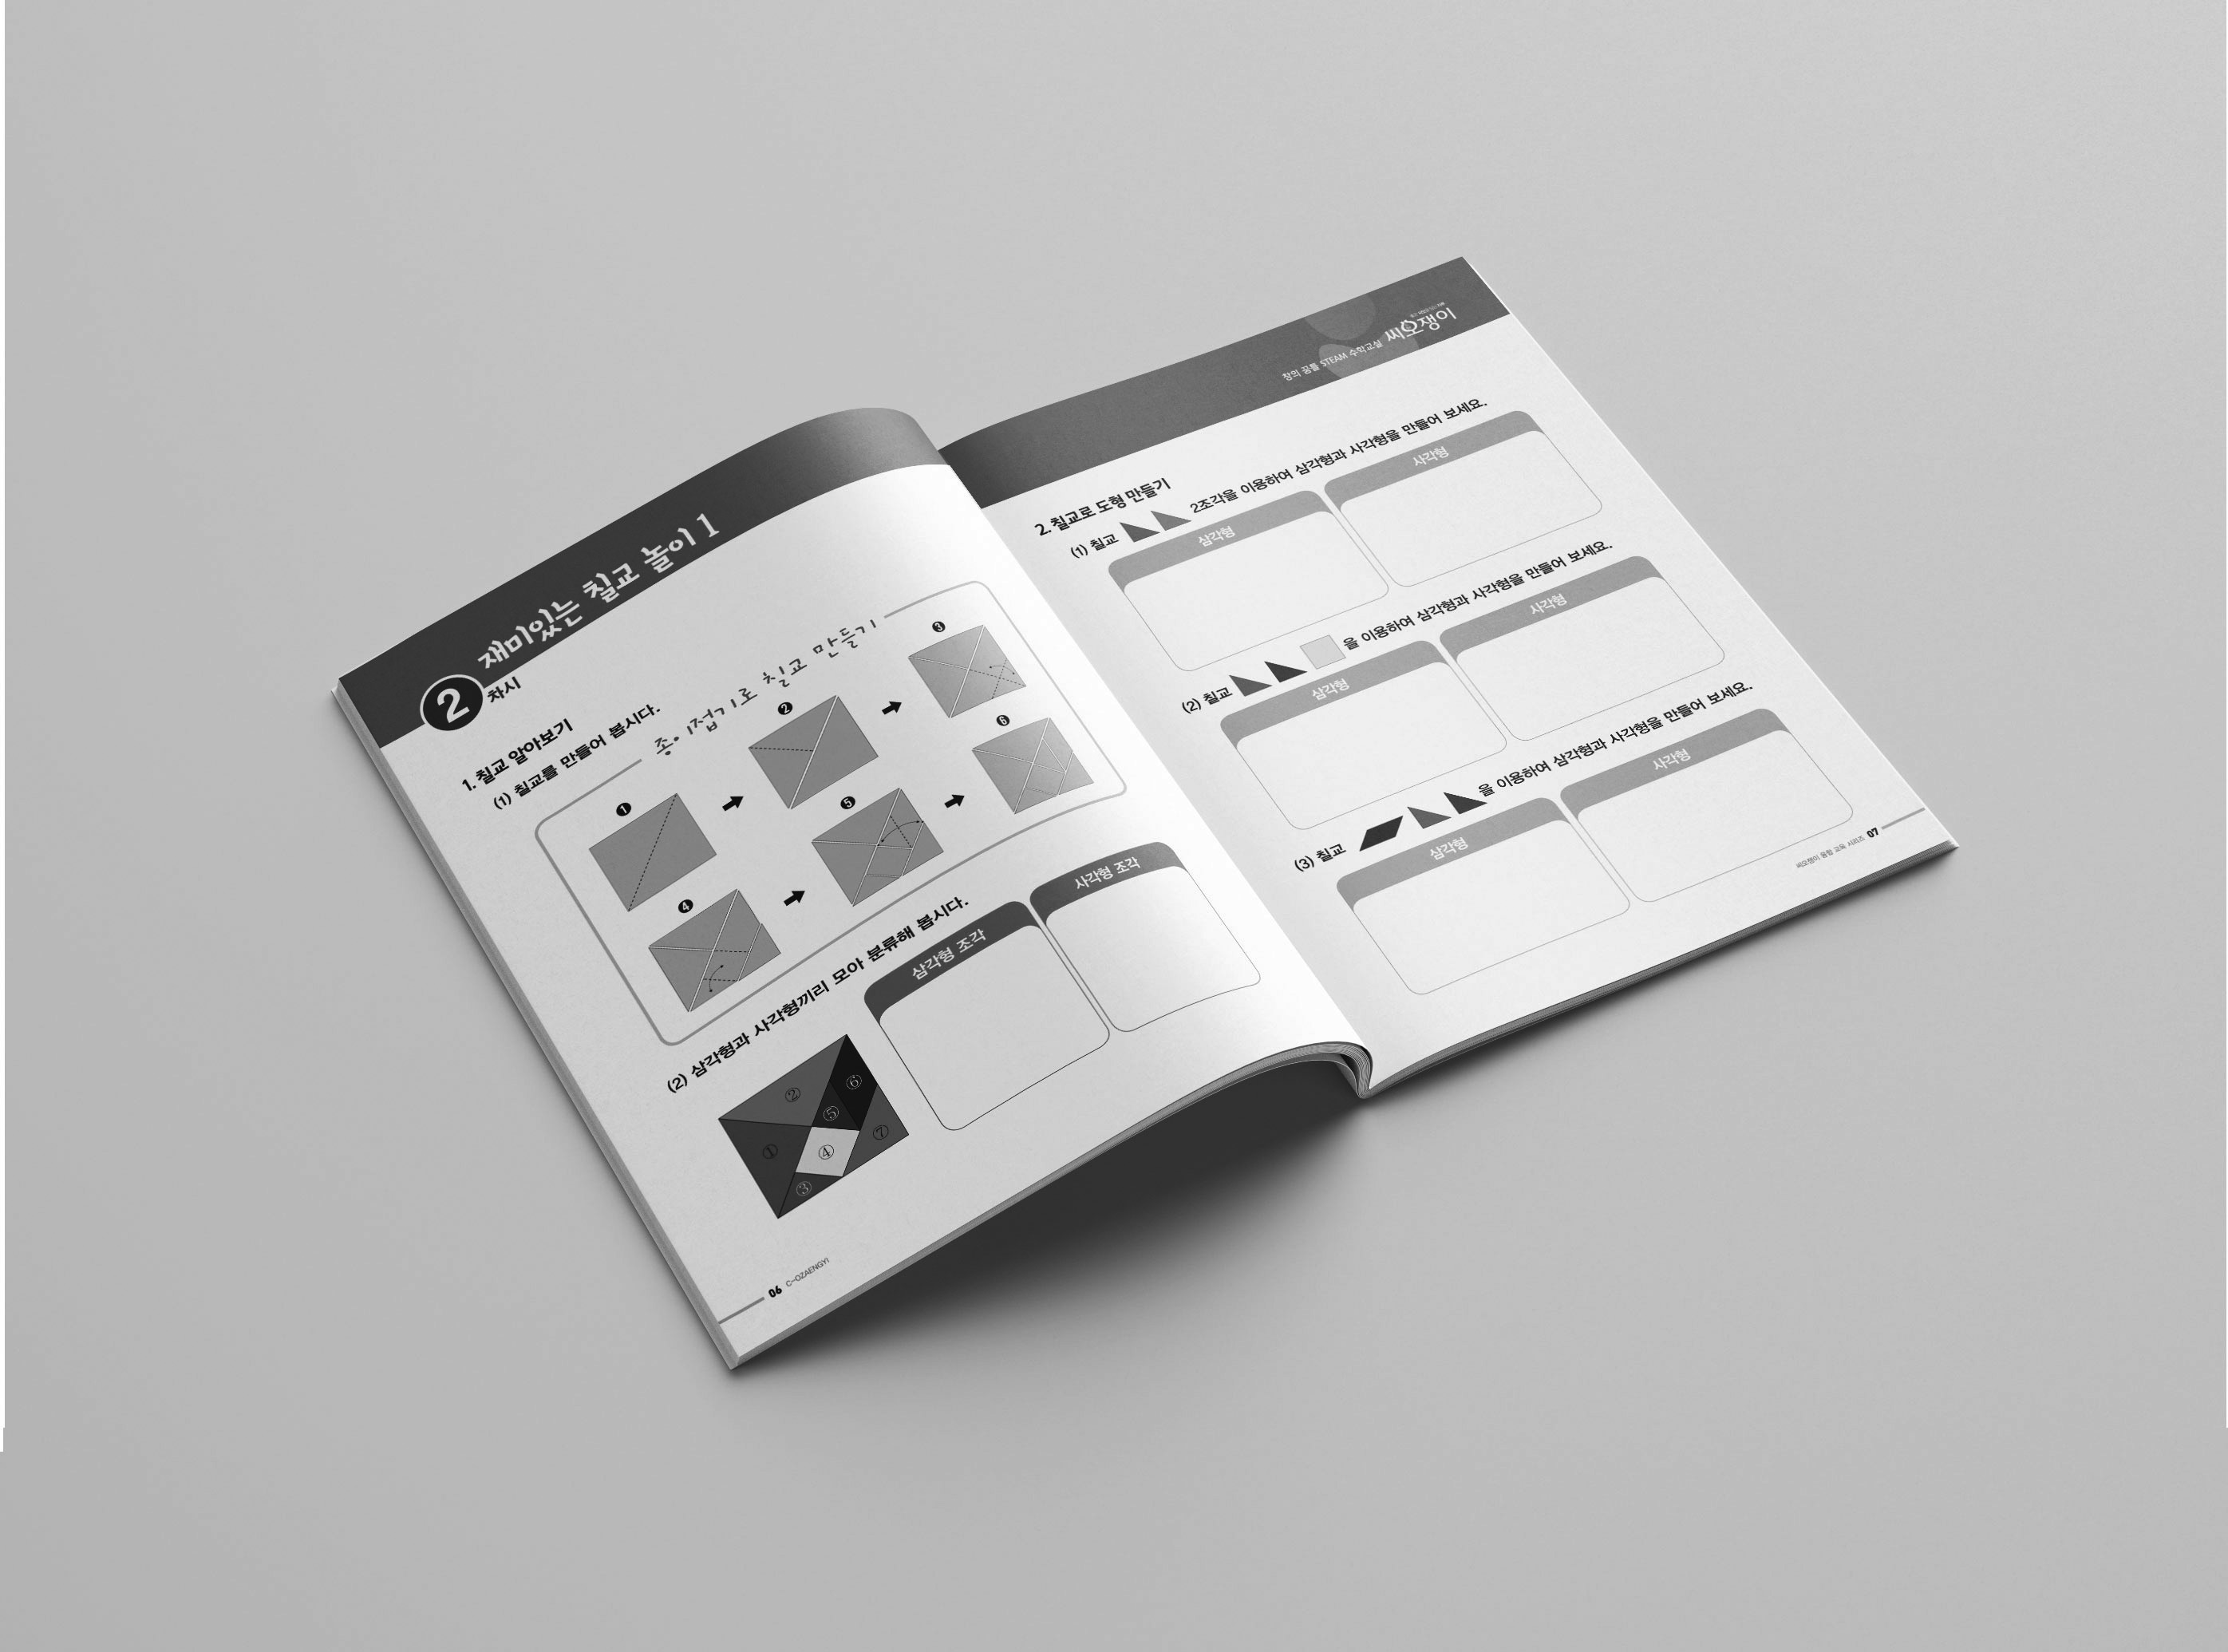 재미있는 칠교 놀이 1
2 차시
1. 칠교 알아보기
(1) 칠교를 만들어 봅시다.
종이접기로 칠교 만들기
❶
❷
❸
❹
❺
❻
(2) 삼각형과 사각형끼리 모아 분류해 봅시다.
① ② ③ ④ ⑤ ⑥ ⑦
삼각형 조각
사각형 조각
06 C-OZAENGYI
창의 꿈틀 STEAM 수학교실 씨오쟁이
2. 칠교로 도형 만들기
(1) 칠교 2조각을 이용하여 삼각형과 사각형을 만들어 보세요.
삼각형
사각형
(2) 칠교 을 이용하여 삼각형과 사각형을 만들어 보세요.
삼각형
사각형
(3) 칠교 을 이용하여 삼각형과 사각형을 만들어 보세요.
삼각형
사각형
씨오쟁이 융합 교육 시리즈 07